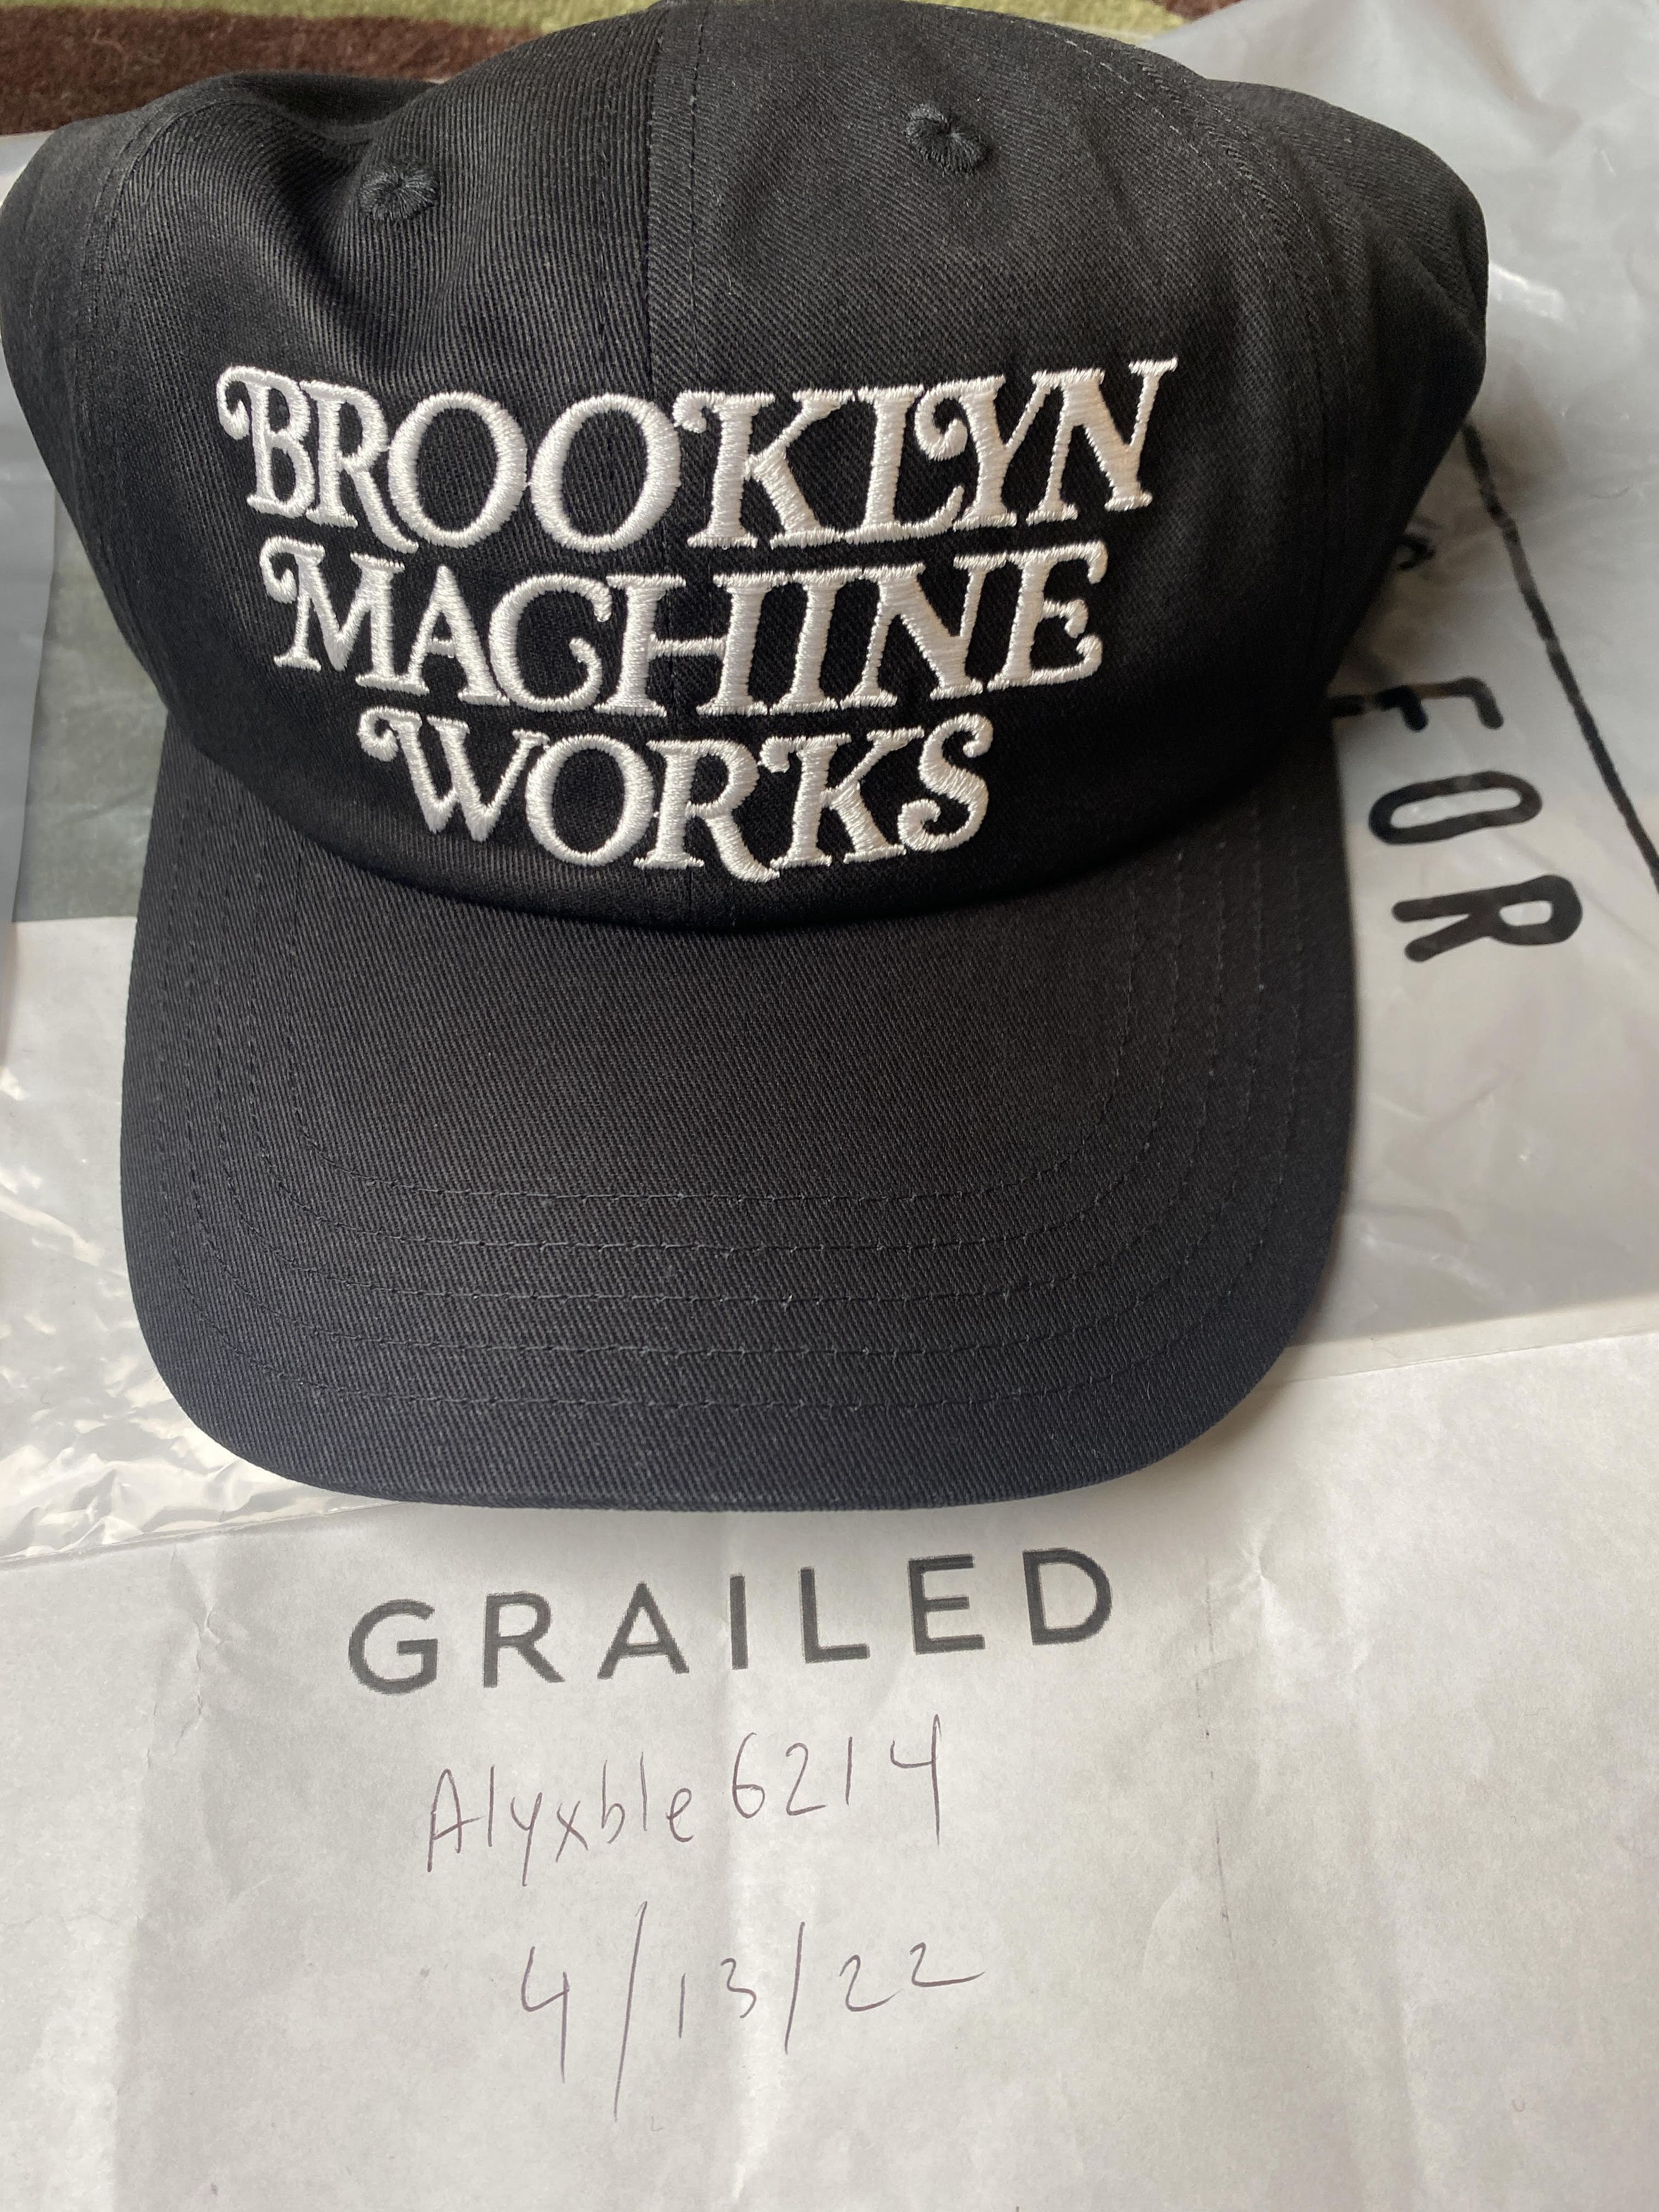 BROOKLYN
MACHINE
WORKS
FOR
GRAILED
Alyxble6214
4/13/22